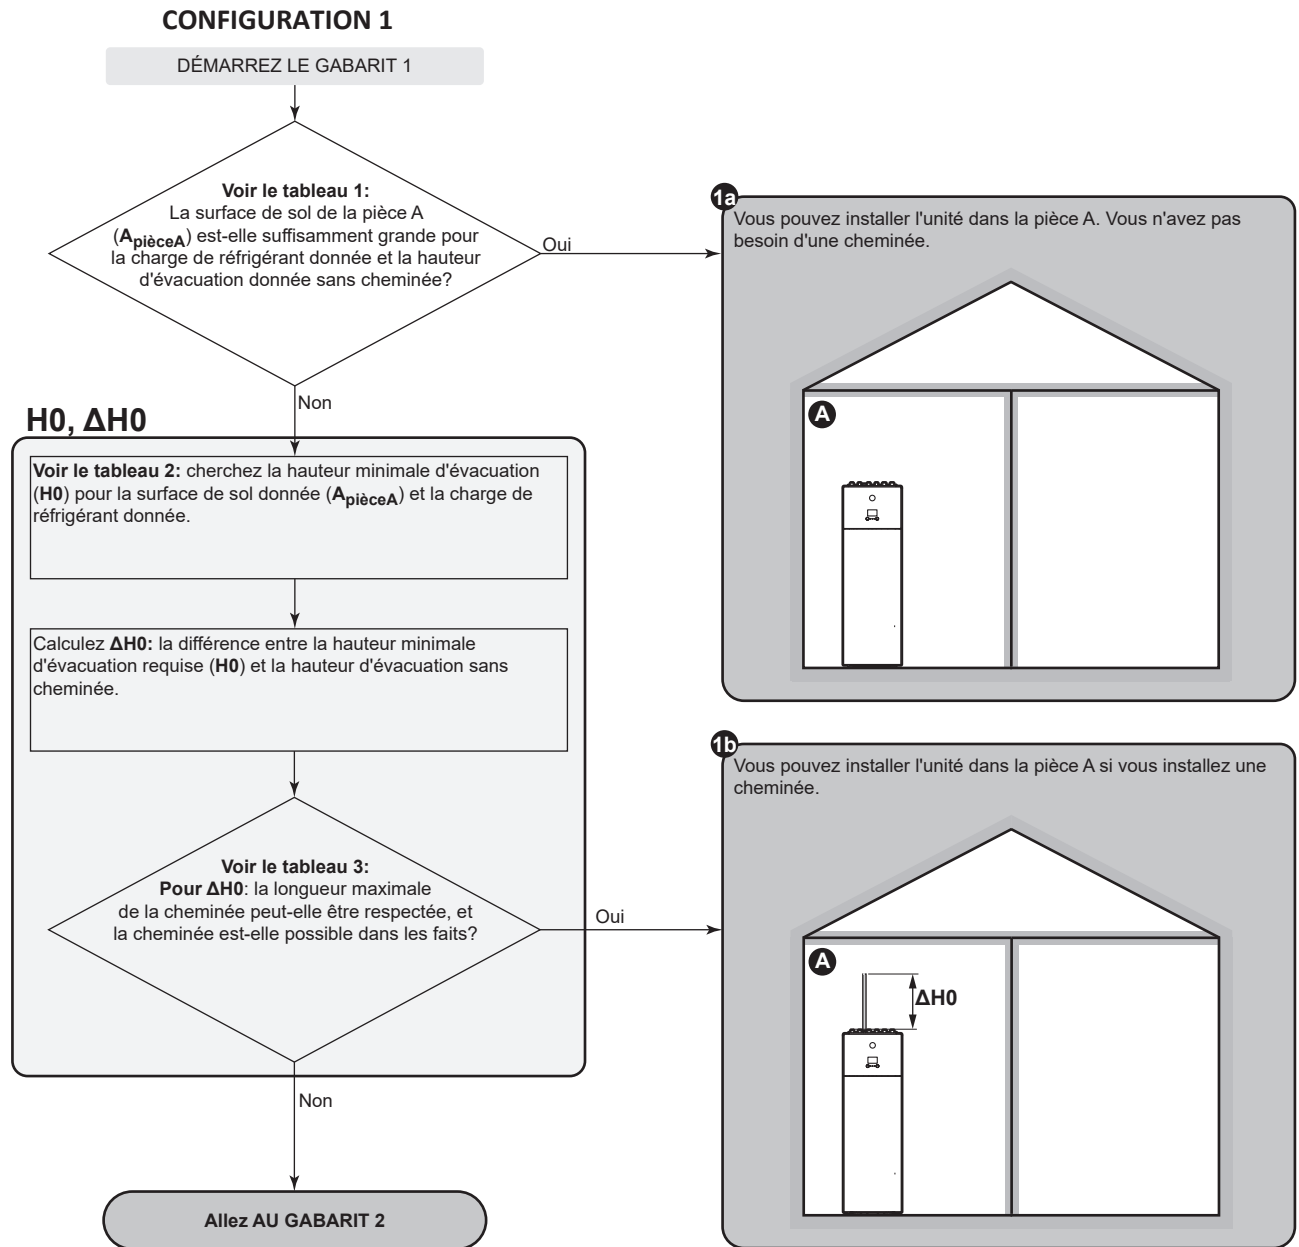 CONFIGURATION 1
DÉMARREZ LE GABARIT 1
Voir le tableau 1:
La surface de sol de la pièce A
(ApièceA) est-elle suffisamment grande pour
la charge de réfrigérant donnée et la hauteur
d'évacuation donnée sans cheminée?
Oui
1a
Vous pouvez installer l'unité dans la pièce A. Vous n'avez pas
besoin d'une cheminée.
A
Non
H0, ΔH0
Voir le tableau 2: cherchez la hauteur minimale d'évacuation
(H0) pour la surface de sol donnée (ApièceA) et la charge de
réfrigérant donnée.
Calculez ΔH0: la différence entre la hauteur minimale
d'évacuation requise (H0) et la hauteur d'évacuation sans
cheminée.
Voir le tableau 3:
Pour ΔH0: la longueur maximale
de la cheminée peut-elle être respectée, et
la cheminée est-elle possible dans les faits?
Oui
1b
Vous pouvez installer l'unité dans la pièce A si vous installez une
cheminée.
A
ΔH0
Non
Allez AU GABARIT 2